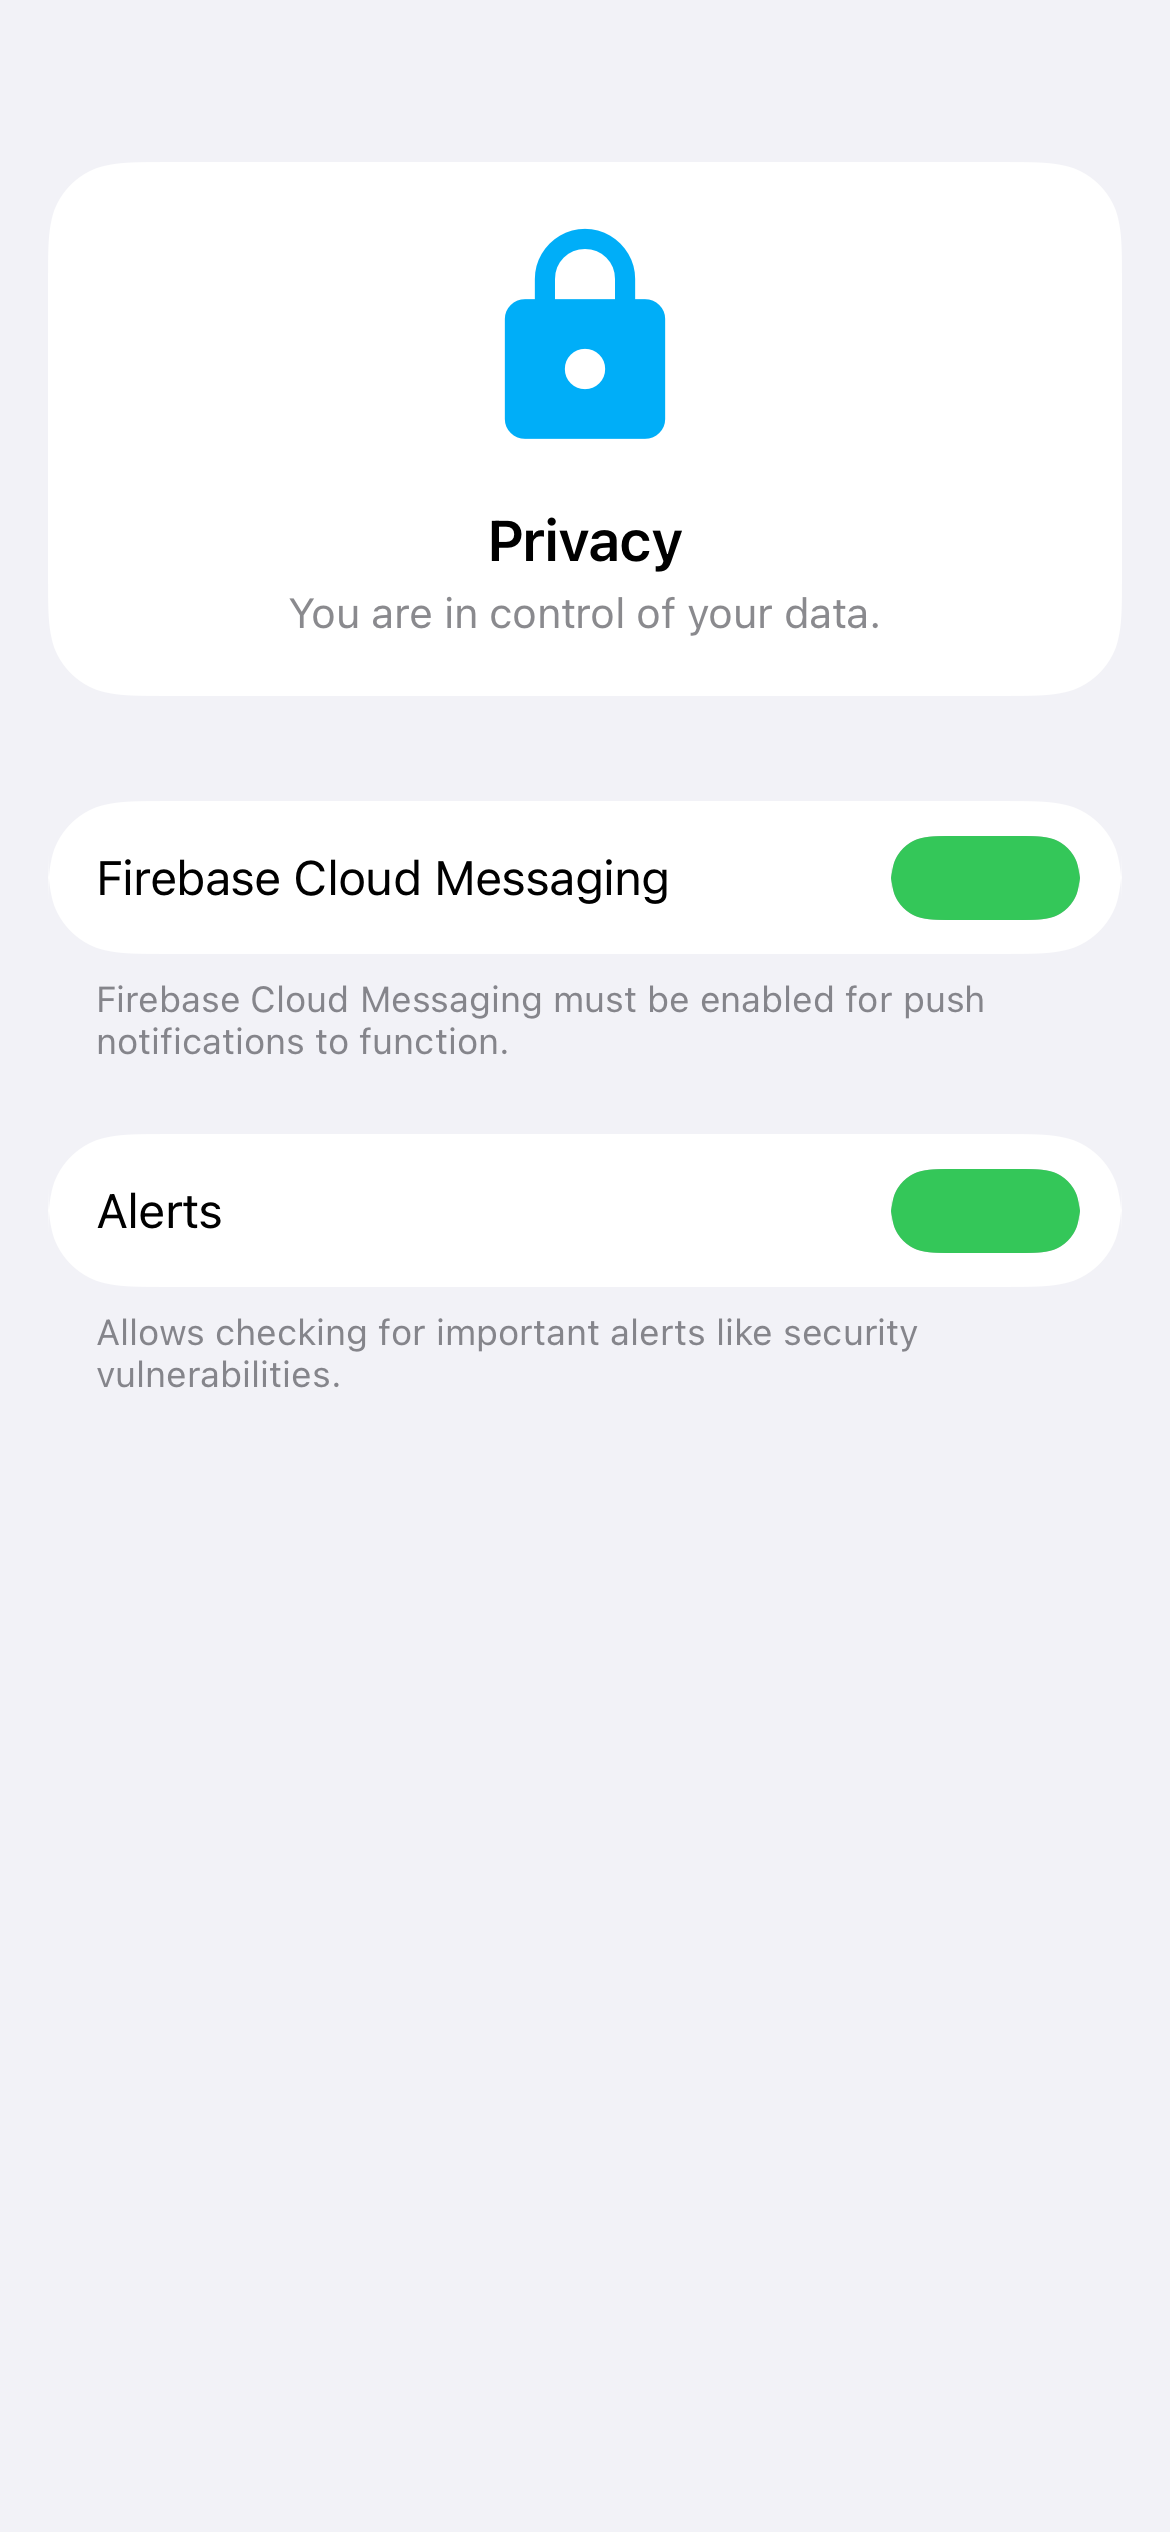 Privacy
You are in control of your data.
Firebase Cloud Messaging
Firebase Cloud Messaging must be enabled for push
notifications to function.
Alerts
Allows checking for important alerts like security
vulnerabilities.